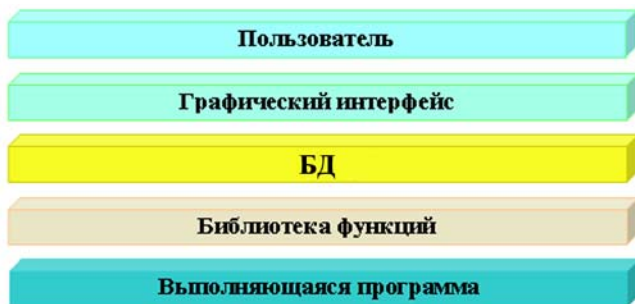 Пользователь
Графический интерфейс
БД
Библиотека функций
Выполняющаяся программа